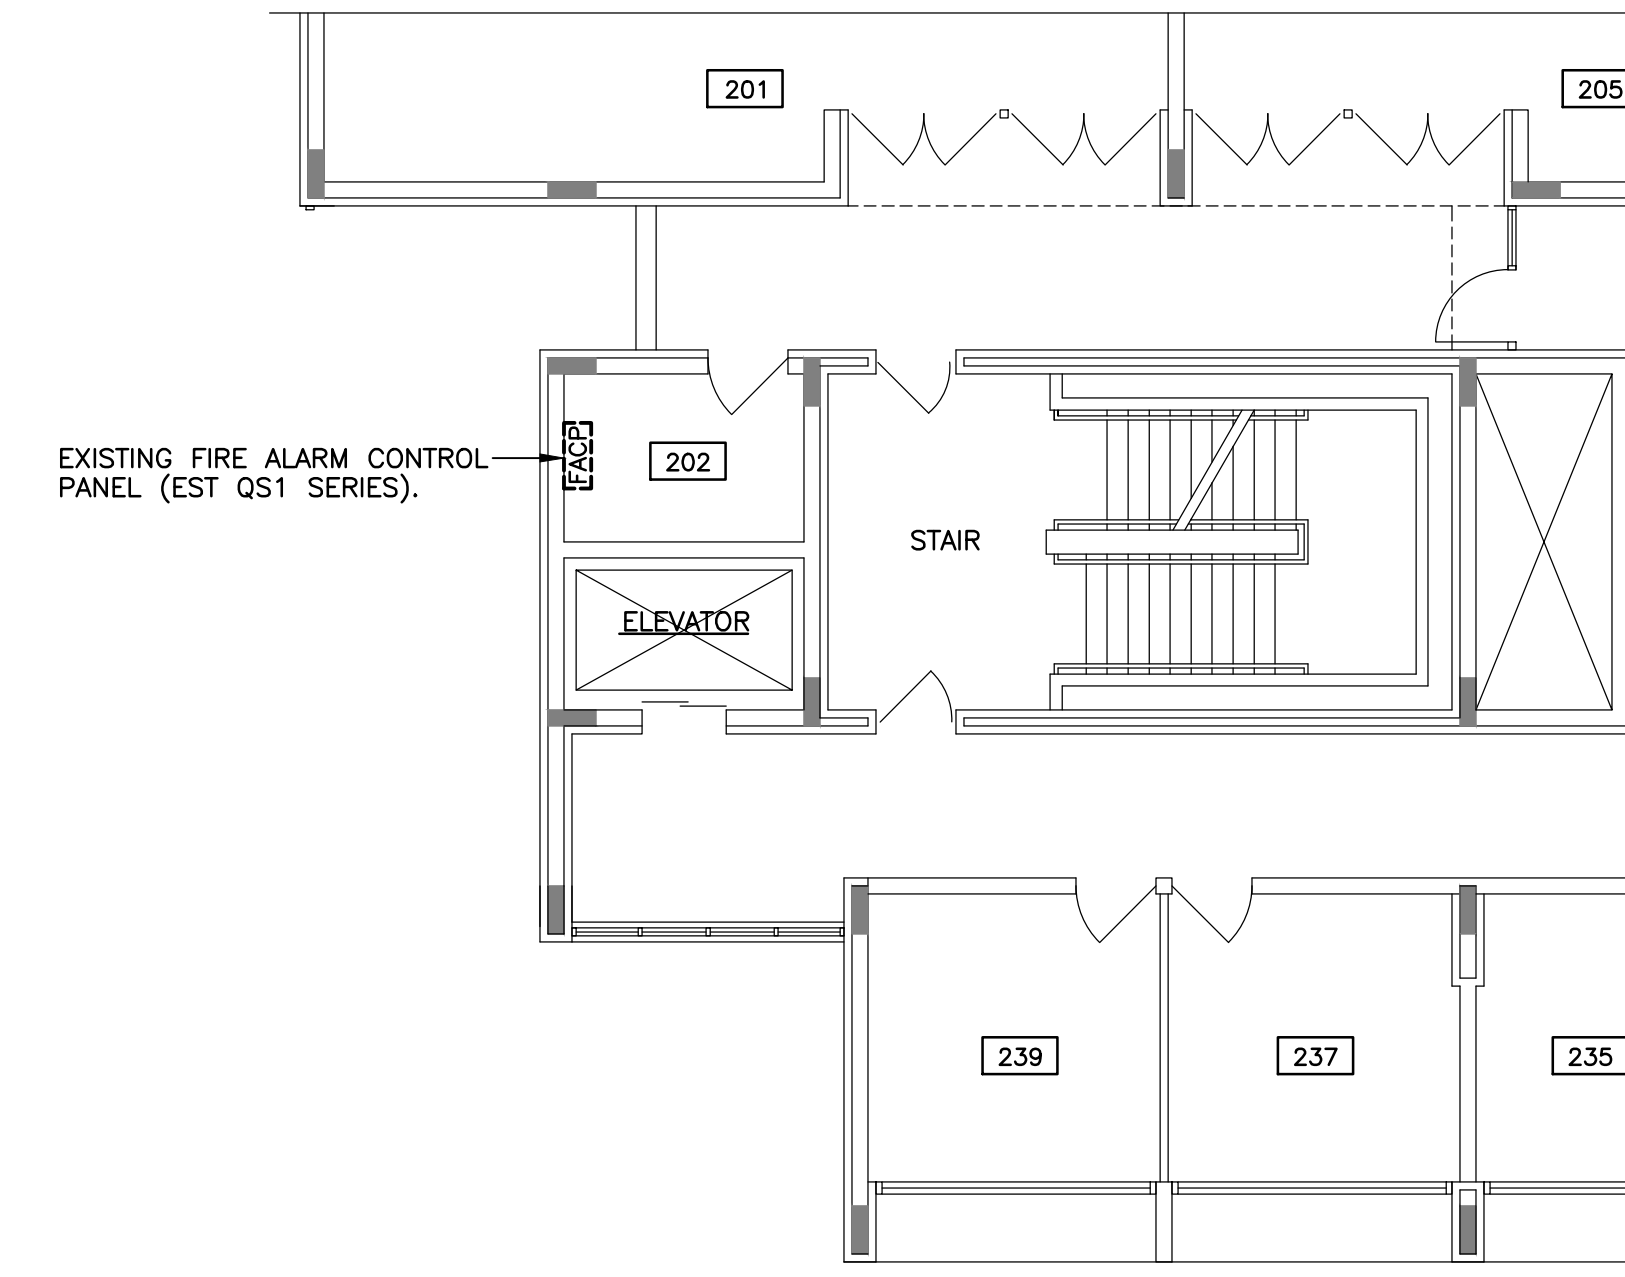 201
205
EXISTING FIRE ALARM CONTROL
PANEL (EST QS1 SERIES).
FACP
202
STAIR
ELEVATOR
239
237
235